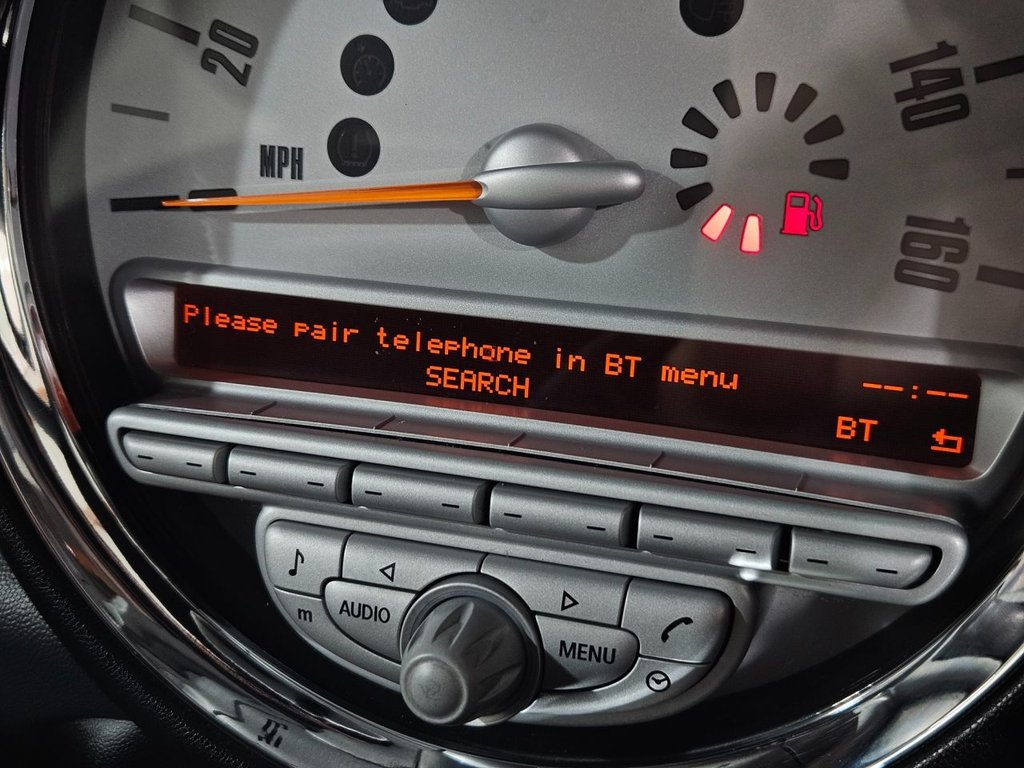 20
140
MPH
160
Please pair telephone in BT menu --:--
SEARCH BT
m
AUDIO
MENU